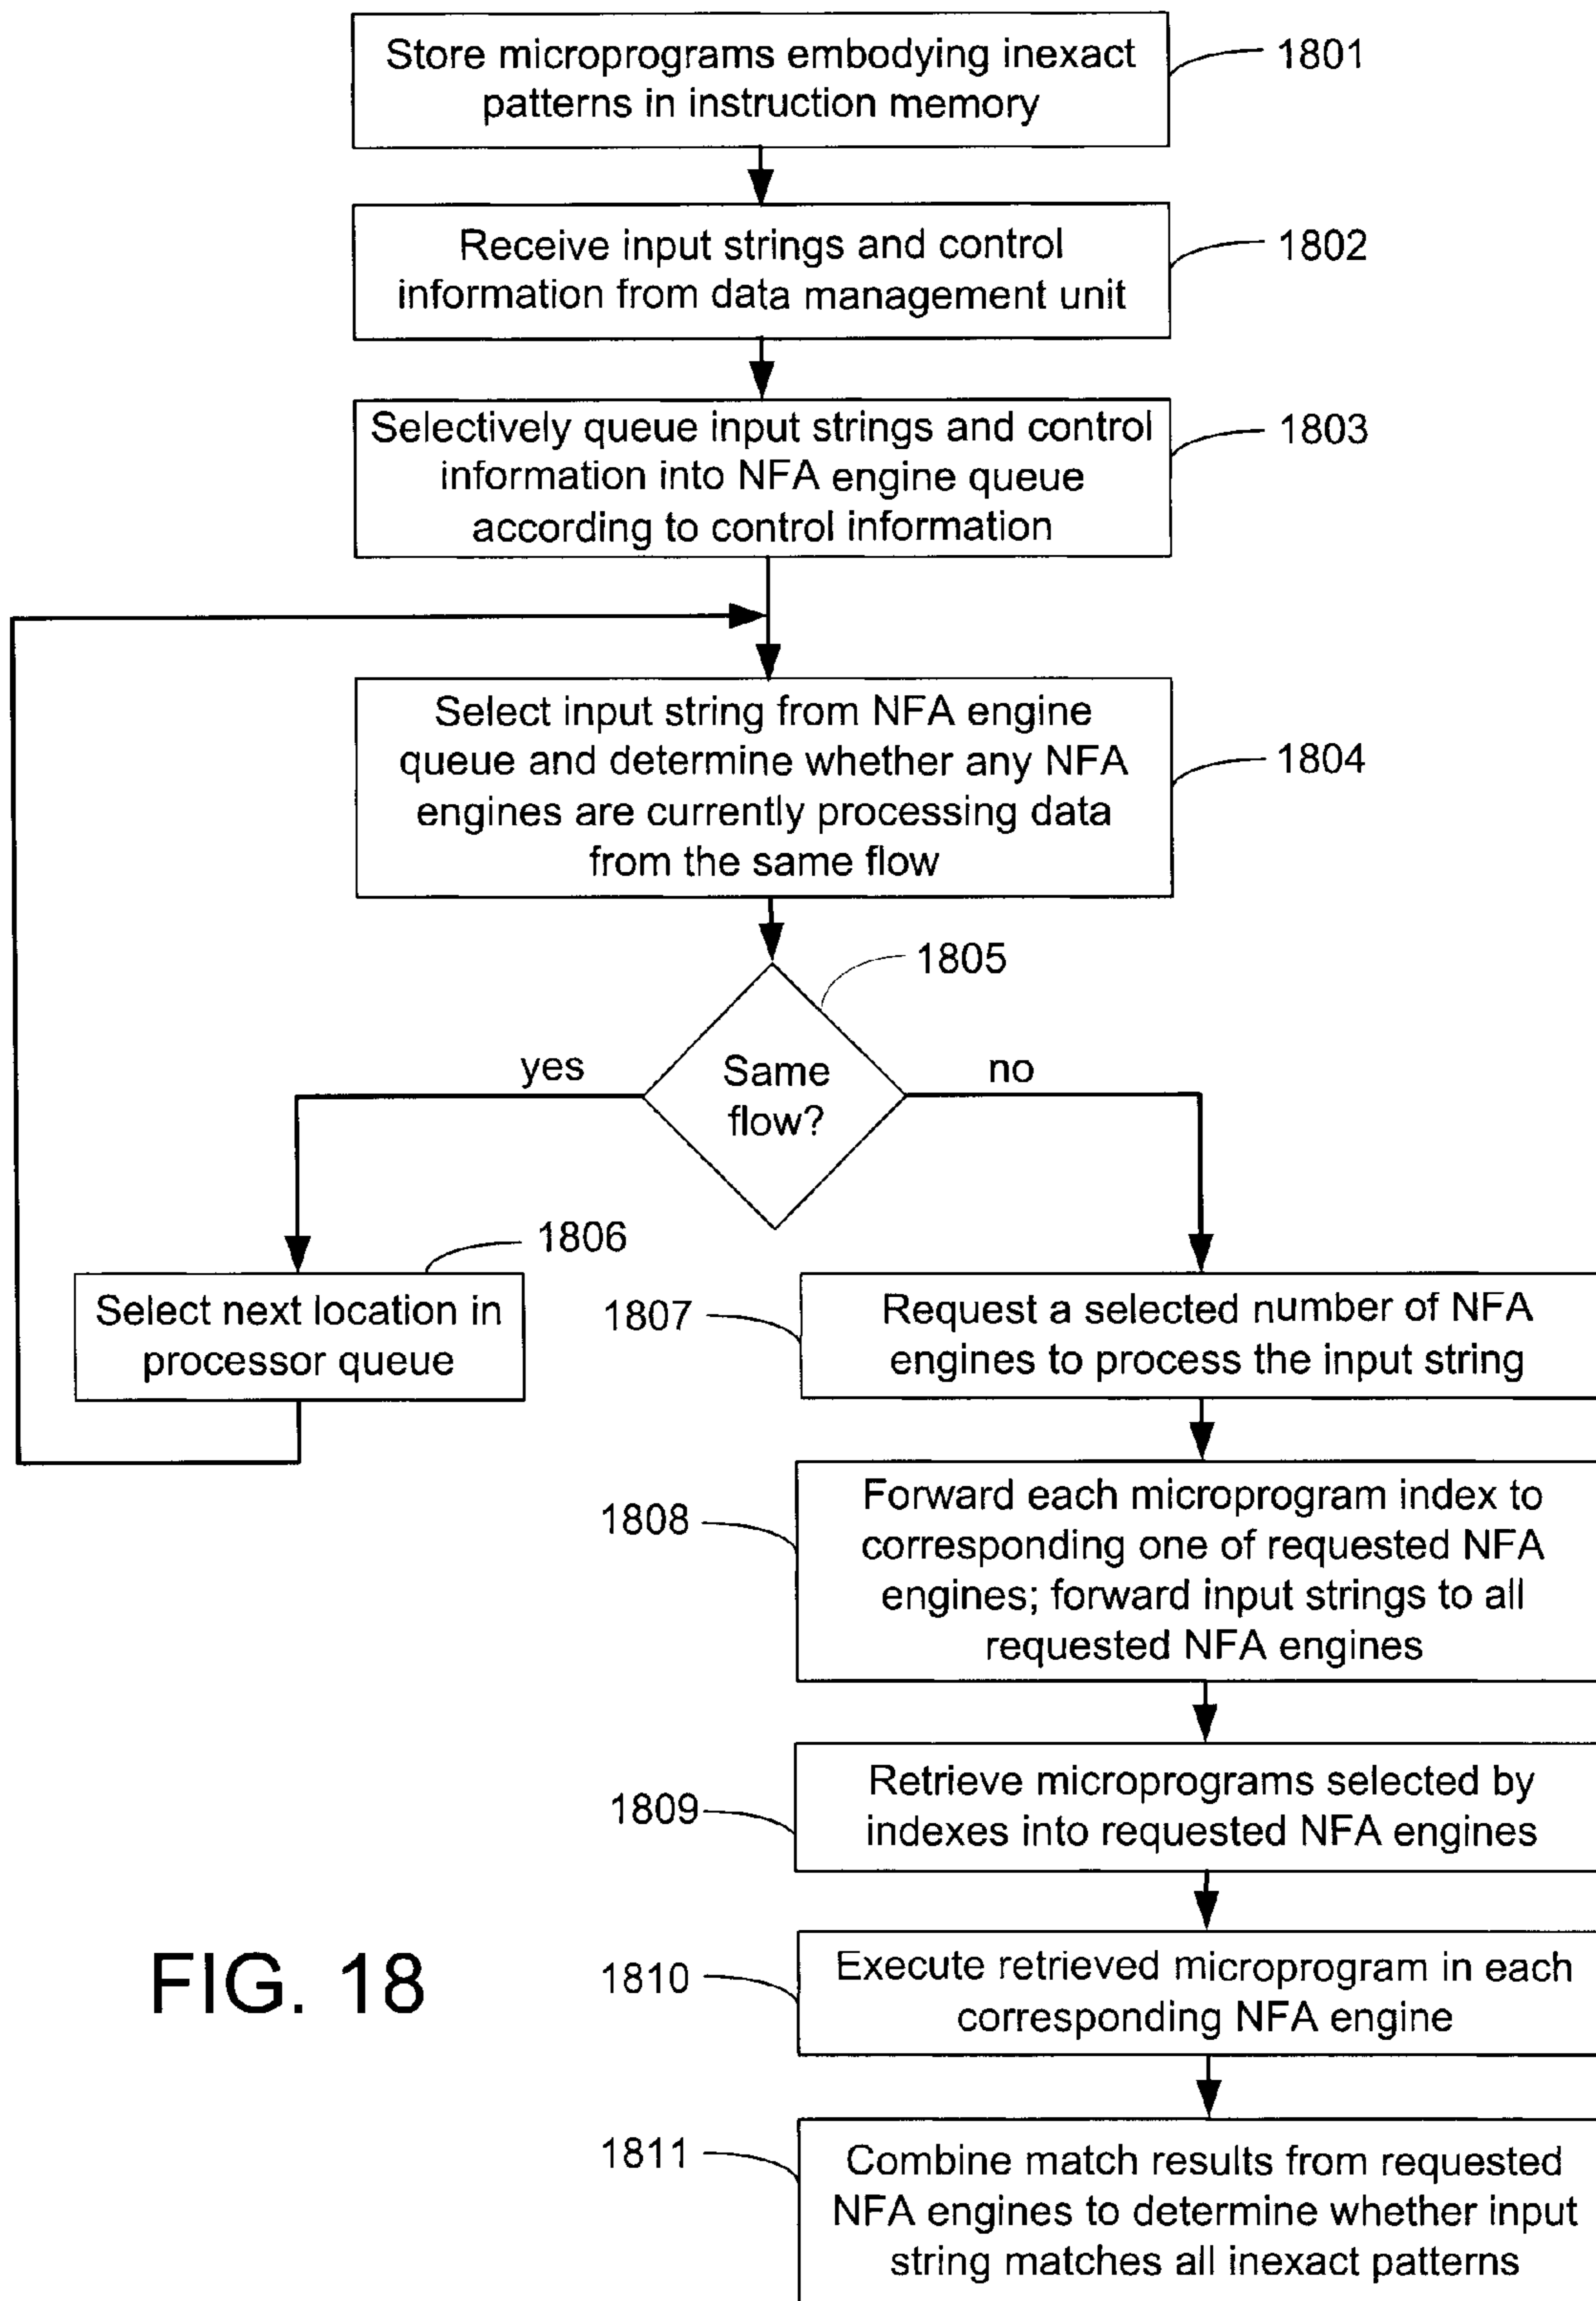 Store microprograms embodying inexact
patterns in instruction memory
1801
Receive input strings and control
information from data management unit
1802
Selectively queue input strings and control
information into NFA engine queue
according to control information
1803
Select input string from NFA engine
queue and determine whether any NFA
engines are currently processing data
from the same flow
1804
1805
Same
flow?
yes
no
1806
Select next location in
processor queue
1807
Request a selected number of NFA
engines to process the input string
1808
Forward each microprogram index to
corresponding one of requested NFA
engines; forward input strings to all
requested NFA engines
1809
Retrieve microprograms selected by
indexes into requested NFA engines
1810
Execute retrieved microprogram in each
corresponding NFA engine
1811
Combine match results from requested
NFA engines to determine whether input
string matches all inexact patterns
FIG. 18